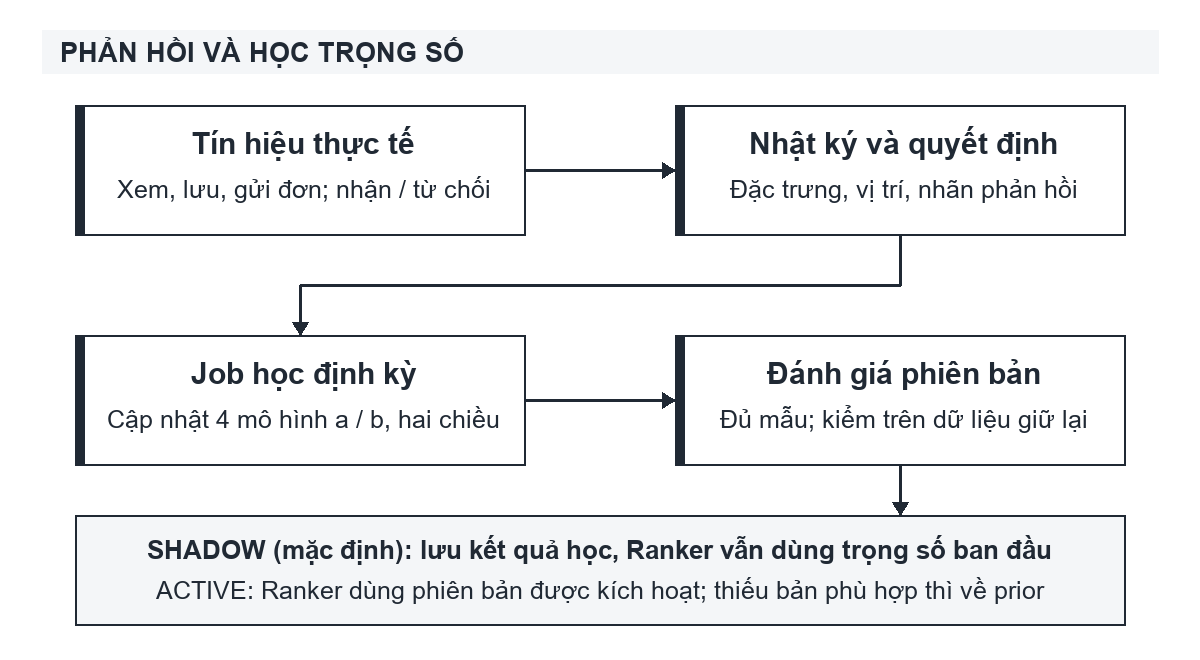 PHẢN HỒI VÀ HỌC TRỌNG SỐ
Tín hiệu thực tế
Xem, lưu, gửi đơn; nhận / từ chối
Nhật ký và quyết định
Đặc trưng, vị trí, nhãn phản hồi
Job học định kỳ
Cập nhật 4 mô hình a / b, hai chiều
Đánh giá phiên bản
Đủ mẫu; kiểm trên dữ liệu giữ lại
SHADOW (mặc định): lưu kết quả học, Ranker vẫn dùng trọng số ban đầu
ACTIVE: Ranker dùng phiên bản được kích hoạt; thiếu bản phù hợp thì về prior